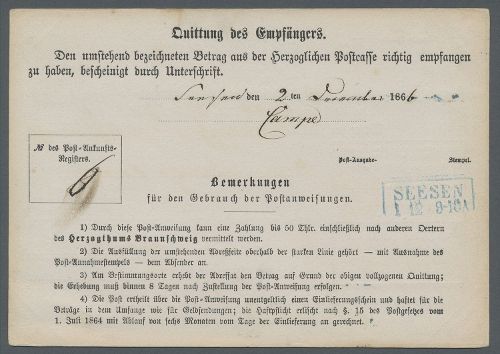 Quittung des Empfängers.
Den umstehend bezeichneten Betrag aus der Herzoglichen Postcasse richtig empfangen
zu haben, bescheinigt durch Unterschrift.
den 2 ten December 1866
Campe
№ des Post-Ankunfts-
Registers.
6
Post-Ausgabe-
Stempel.
SEESEN
1 12 9-10A
Bemerkungen
für den Gebrauch der Postanweisungen.
1) Durch diese Post-Anweisung kann eine Zahlung bis 50 Thlr. einschließlich nach anderen Oertern
des Herzogthums Braunschweig vermittelt werden.
2) Die Ausfüllung der umstehenden Adreßseite oberhalb der starken Linie gehört — mit Ausnahme des
Post-Annahmestempels — dem Absender an.
3) Am Bestimmungsorte erhebt der Adressat den Betrag auf Grund der obigen vollzogenen Quittung;
die Erhebung muß binnen 8 Tagen nach Zustellung der Post-Anweisung erfolgen.
4) Die Post ertheilt über die Post-Anweisung unentgeltlich einen Einlieferungsschein und haftet für die
Beträge in dem Umfange wie für Geldsendungen; die Haftpflicht erlischt nach §. 15 des Postgesetzes vom
1. Juli 1864 mit Ablauf von sechs Monaten vom Tage der Einlieferung an gerechnet.